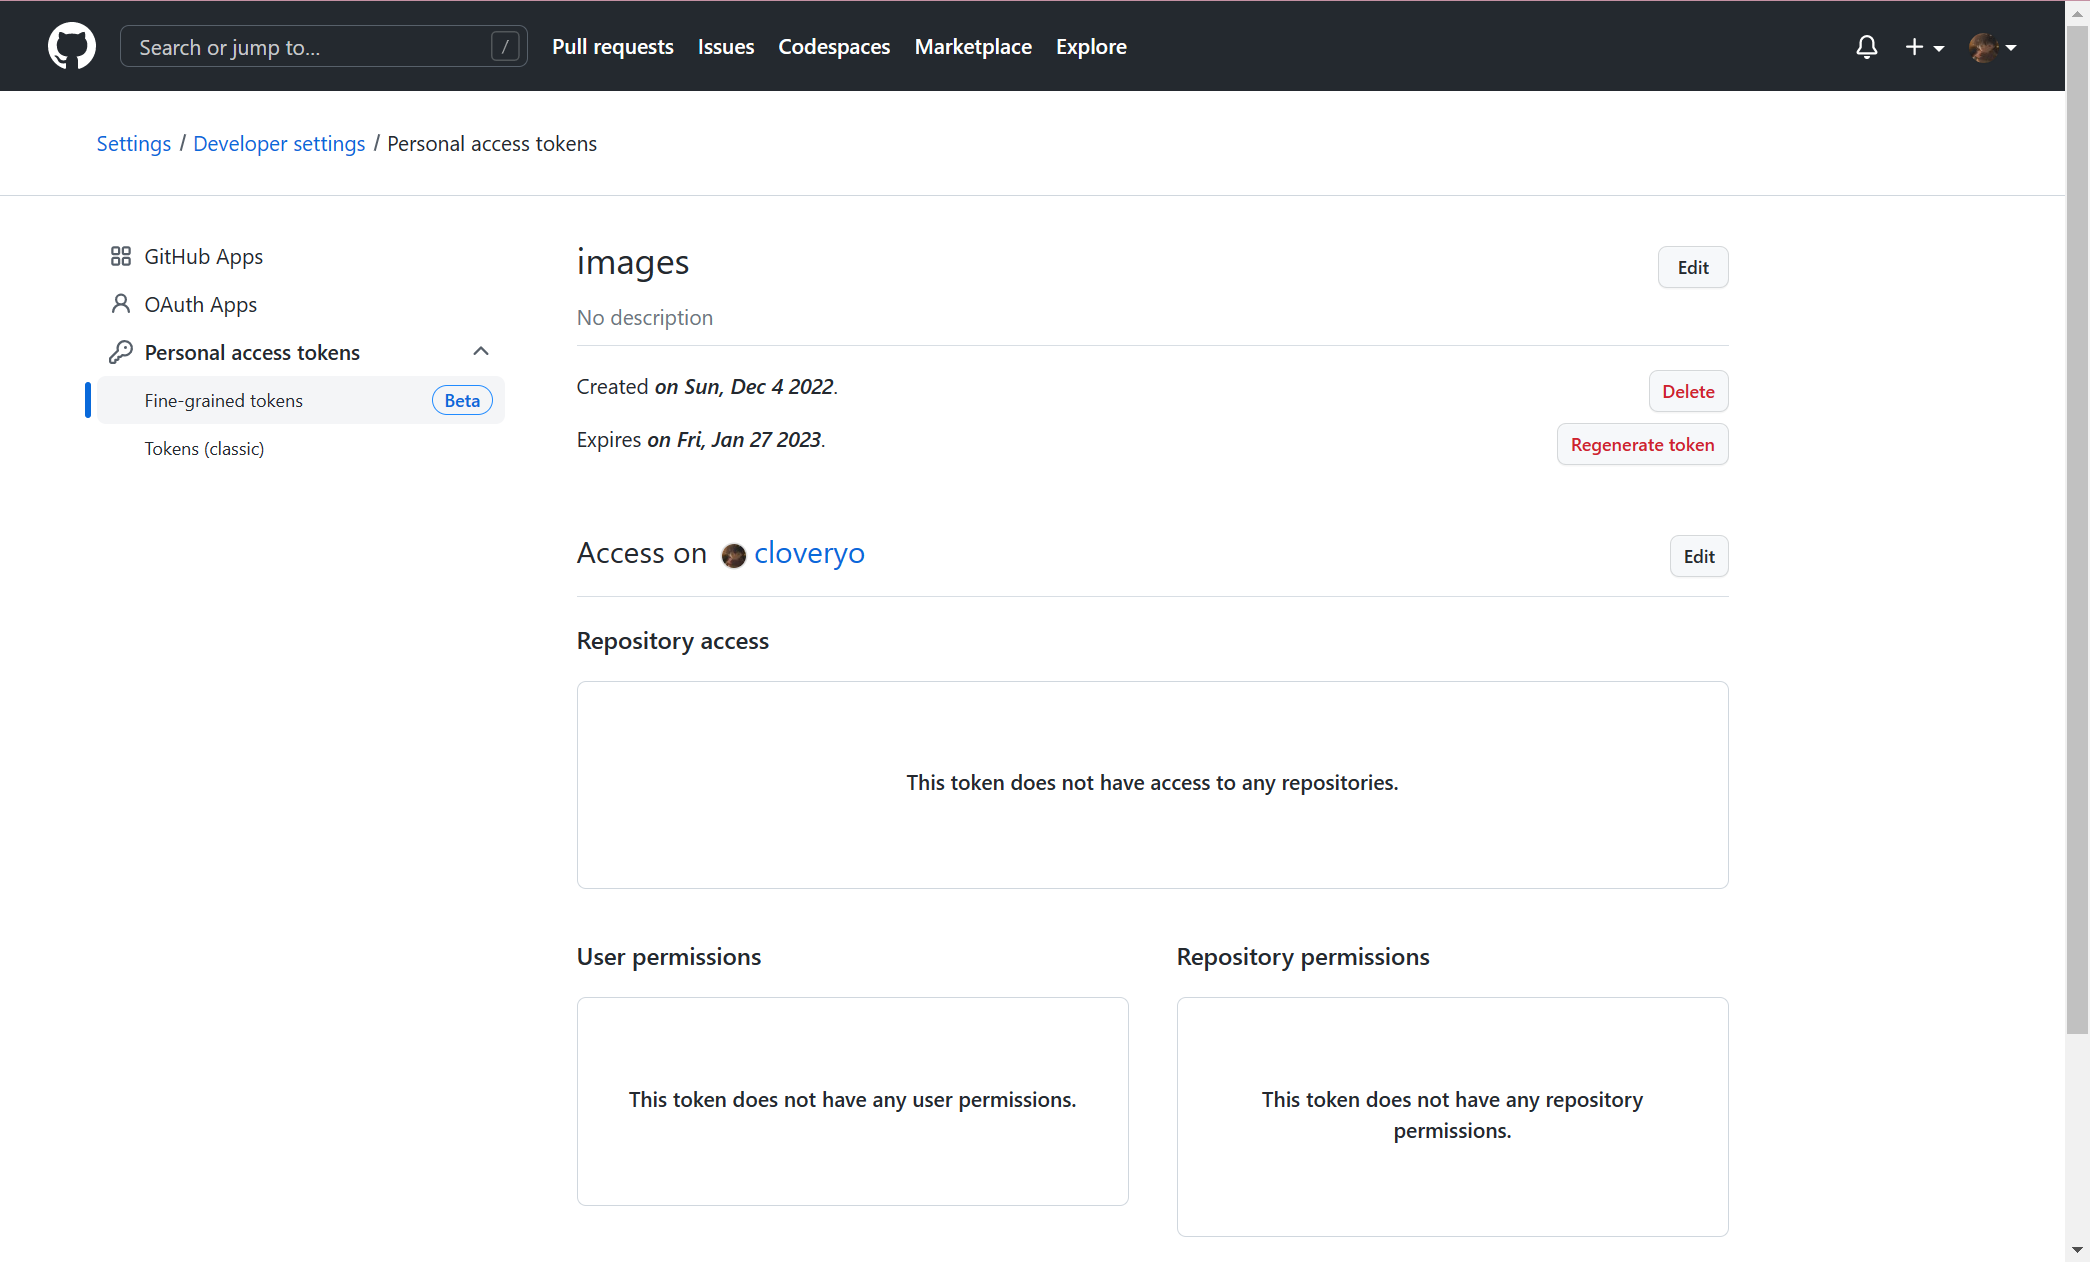 Search or jump to... /
Pull requests Issues Codespaces Marketplace Explore
Settings / Developer settings / Personal access tokens
GitHub Apps
OAuth Apps
Personal access tokens
Fine-grained tokens Beta
Tokens (classic)
images Edit
No description
Created on Sun, Dec 4 2022. Delete
Expires on Fri, Jan 27 2023. Regenerate token
Access on cloveryo Edit
Repository access
This token does not have access to any repositories.
User permissions
This token does not have any user permissions.
Repository permissions
This token does not have any repository
permissions.